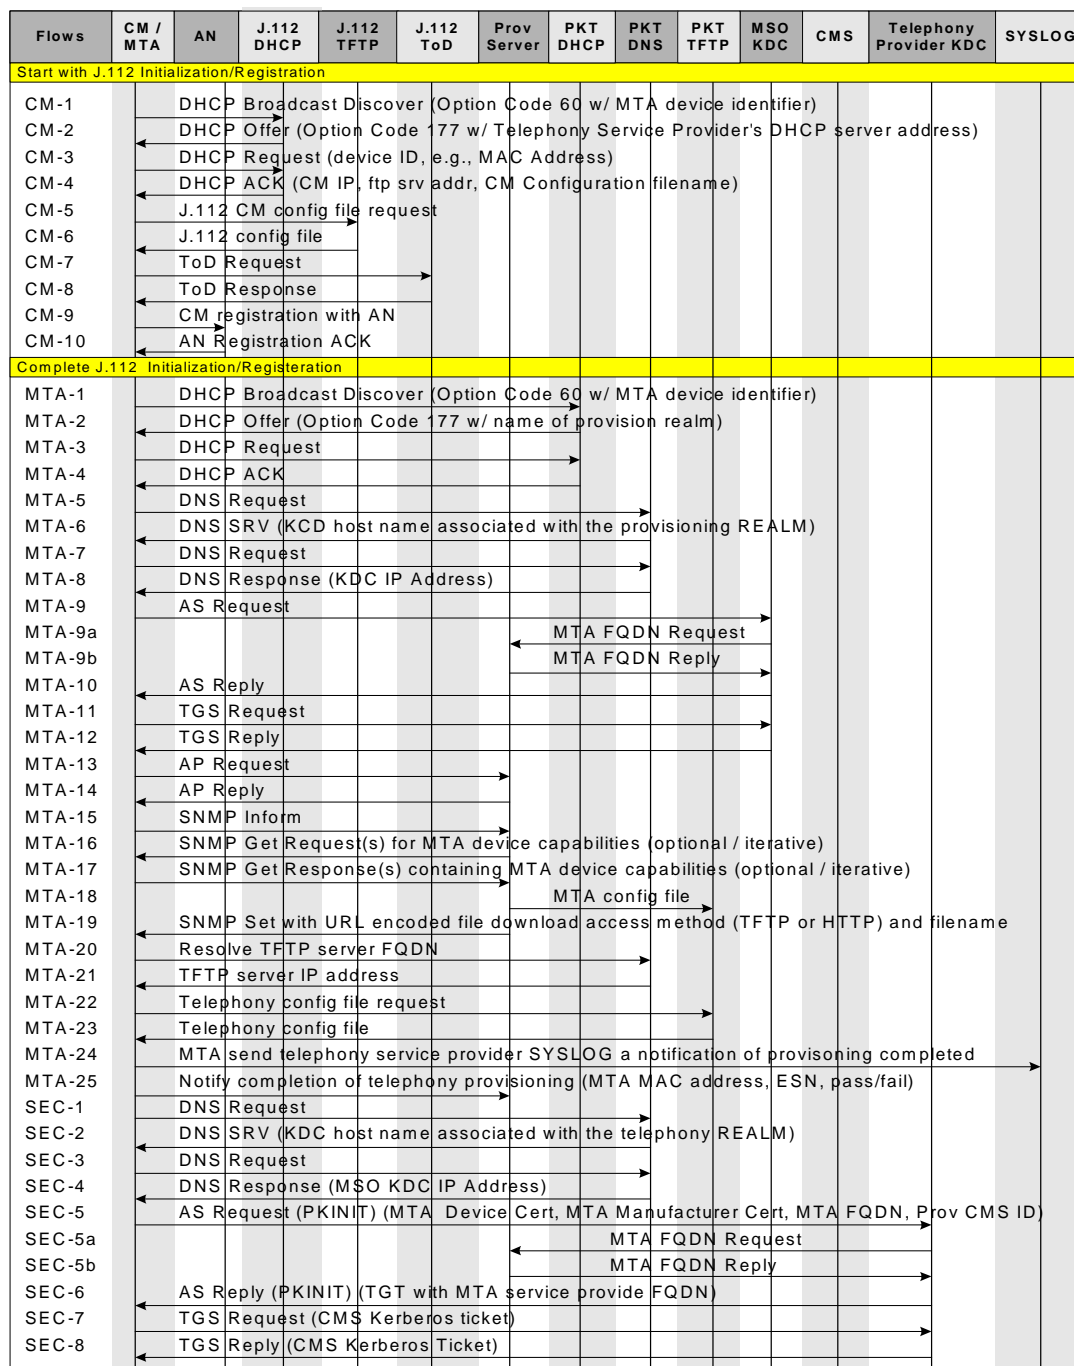 Flows CM / MTA AN J.112 DHCP J.112 TFTP J.112 ToD Prov Server PKT DHCP PKT DNS PKT TFTP MSO KDC CMS Telephony Provider KDC SYSLOG
Start with J.112 Initialization/Registration
CM-1 DHCP Broadcast Discover (Option Code 60 w/ MTA device identifier)
CM-2 DHCP Offer (Option Code 177 w/ Telephony Service Provider's DHCP server address)
CM-3 DHCP Request (device ID, e.g., MAC Address)
CM-4 DHCP ACK (CM IP, ftp srv addr, CM Configuration filename)
CM-5 J.112 CM config file request
CM-6 J.112 config file
CM-7 ToD Request
CM-8 ToD Response
CM-9 CM registration with AN
CM-10 AN Registration ACK
Complete J.112 Initialization/Registeration
MTA-1 DHCP Broadcast Discover (Option Code 60 w/ MTA device identifier)
MTA-2 DHCP Offer (Option Code 177 w/ name of provision realm)
MTA-3 DHCP Request
MTA-4 DHCP ACK
MTA-5 DNS Request
MTA-6 DNS SRV (KCD host name associated with the provisioning REALM)
MTA-7 DNS Request
MTA-8 DNS Response (KDC IP Address)
MTA-9 AS Request
MTA-9a MTA FQDN Request
MTA-9b MTA FQDN Reply
MTA-10 AS Reply
MTA-11 TGS Request
MTA-12 TGS Reply
MTA-13 AP Request
MTA-14 AP Reply
MTA-15 SNMP Inform
MTA-16 SNMP Get Request(s) for MTA device capabilities (optional / iterative)
MTA-17 SNMP Get Response(s) containing MTA device capabilities (optional / iterative)
MTA-18 MTA config file
MTA-19 SNMP Set with URL encoded file download access method (TFTP or HTTP) and filename
MTA-20 Resolve TFTP server FQDN
MTA-21 TFTP server IP address
MTA-22 Telephony config file request
MTA-23 Telephony config file
MTA-24 MTA send telephony service provider SYSLOG a notification of provisoning completed
MTA-25 Notify completion of telephony provisioning (MTA MAC address, ESN, pass/fail)
SEC-1 DNS Request
SEC-2 DNS SRV (KDC host name associated with the telephony REALM)
SEC-3 DNS Request
SEC-4 DNS Response (MSO KDC IP Address)
SEC-5 AS Request (PKINIT) (MTA Device Cert, MTA Manufacturer Cert, MTA FQDN, Prov CMS ID)
SEC-5a MTA FQDN Request
SEC-5b MTA FQDN Reply
SEC-6 AS Reply (PKINIT) (TGT with MTA service provide FQDN)
SEC-7 TGS Request (CMS Kerberos ticket)
SEC-8 TGS Reply (CMS Kerberos Ticket)